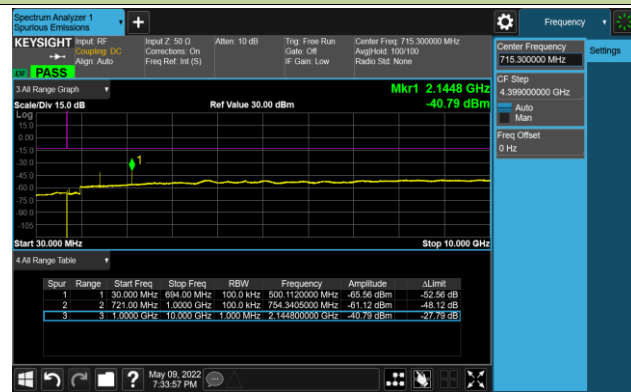 Spectrum Analyzer 1
Spurious Emissions
Frequency
KEYSIGHT Input: RF Input Z: 50 Ω Atten: 10 dB Trig: Free Run Center Freq: 715.300000 MHz
Coupling: DC Corrections: On Gate: Off Avg|Hold: 100/100
Align: Auto Freq Ref: Int (S) IF Gain: Low Radio Std: None
PASS
Center Frequency
715.300000 MHz
Settings
CF Step
4.399000000 GHz
Auto
Man
Freq Offset
0 Hz
3 All Range Graph
Mkr1 2.1448 GHz
Scale/Div 15.0 dB Ref Value 30.00 dBm -40.79 dBm
Log
15.0
0.00
-15.0
-30.0
1
-45.0
-60.0
-75.0
-90.0
-105
Start 30.000 MHz Stop 10.000 GHz
4 All Range Table
Spur Range Start Freq Stop Freq RBW Frequency Amplitude ΔLimit
1 1 30.000 MHz 694.00 MHz 100.0 kHz 500.1120000 MHz -65.56 dBm -52.56 dB
2 2 721.00 MHz 1.0000 GHz 100.0 kHz 754.3405000 MHz -61.12 dBm -48.12 dB
3 3 1.0000 GHz 10.000 GHz 1.000 MHz 2.144800000 GHz -40.79 dBm -27.79 dB
May 09, 2022
7:33:57 PM